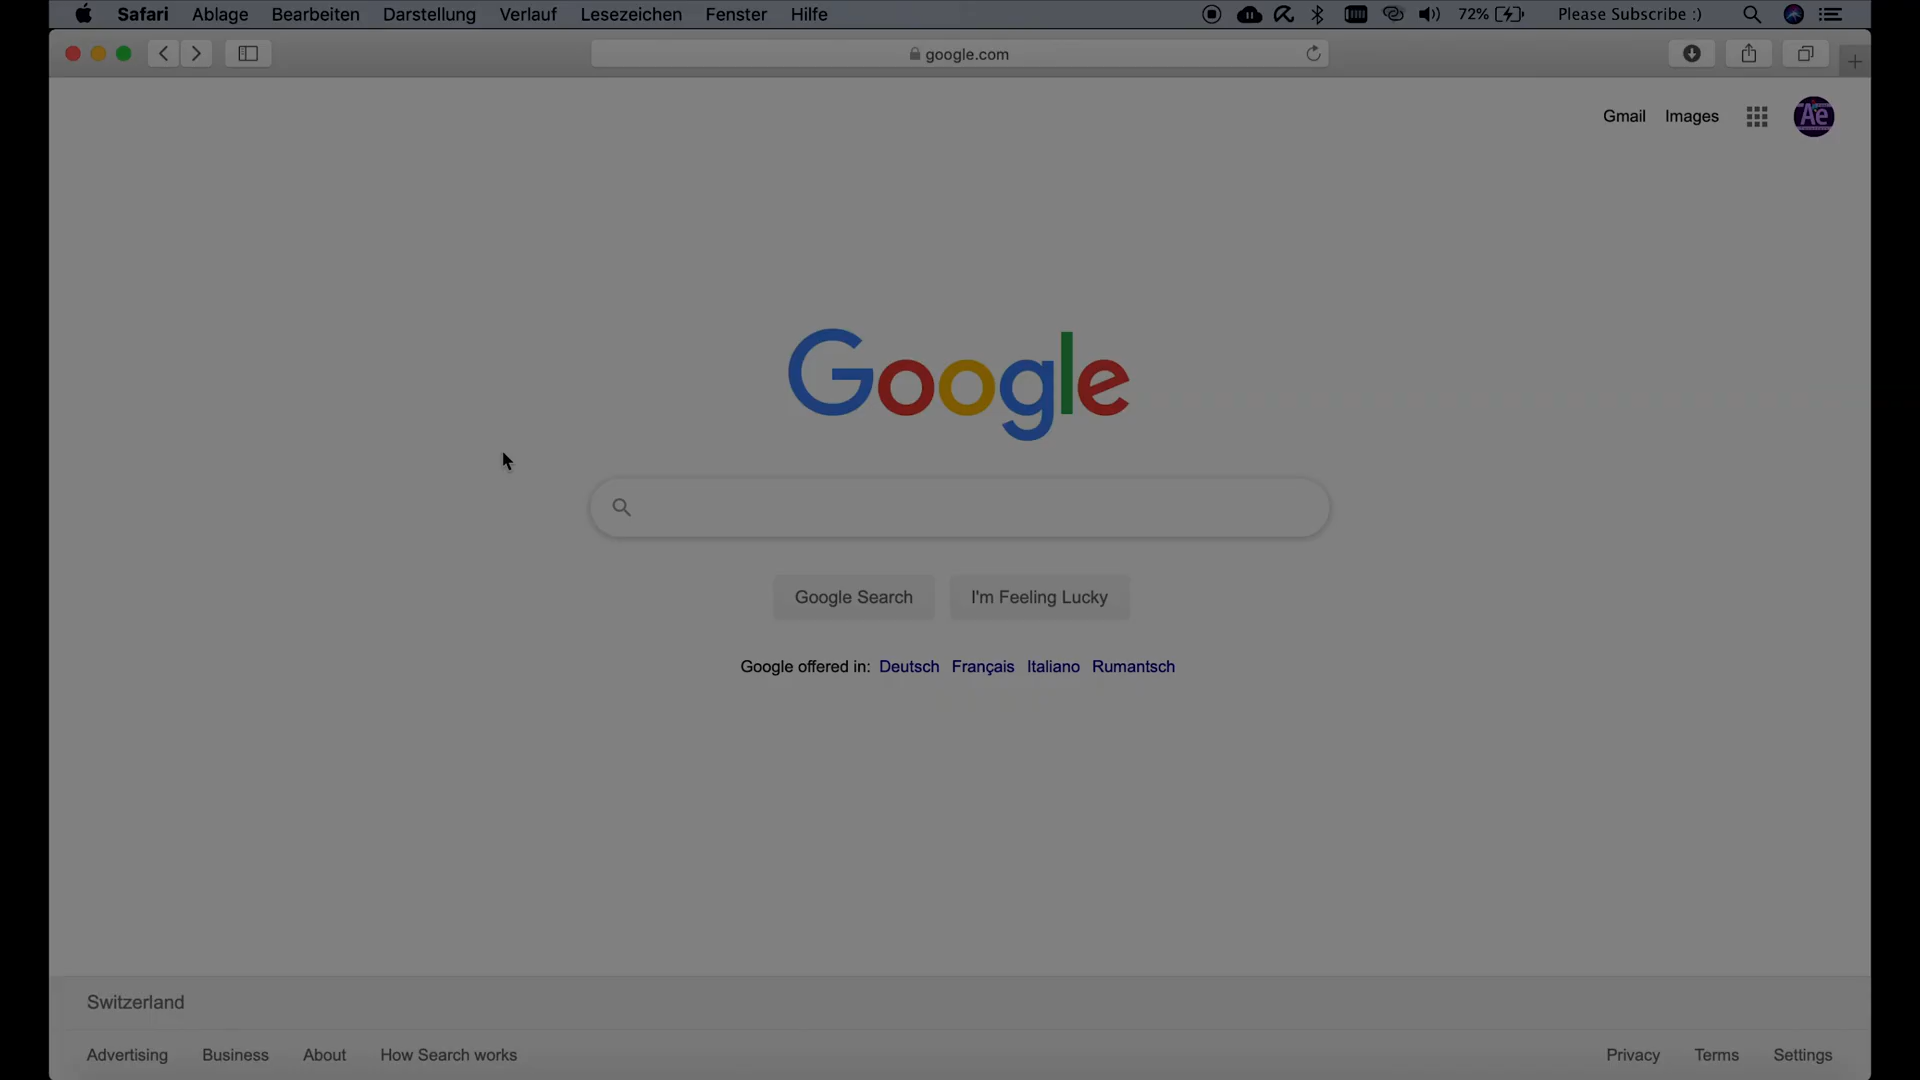 Safari Ablage Bearbeiten Darstellung Verlauf Lesezeichen Fenster Hilfe 72% Please Subscribe :)
google.com
Gmail Images Ae
Google
Google Search I'm Feeling Lucky
Google offered in: Deutsch Français Italiano Rumantsch
Switzerland
Advertising Business About How Search works Privacy Terms Settings